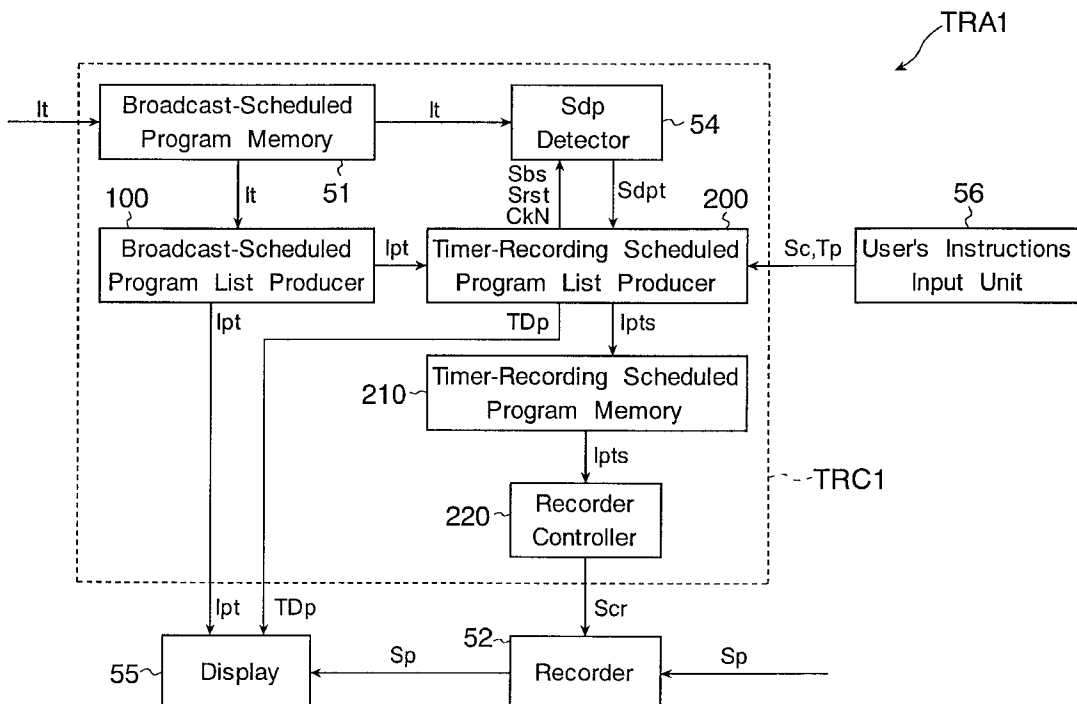 TRA1
It
Broadcast-Scheduled
Program Memory
It
Sdp
Detector
54
51
It
Sbs
Srst
CkN
Sdpt
100
200
56
Broadcast-Scheduled
Program List Producer
Ipt
Timer-Recording Scheduled
Program List Producer
Sc,Tp
User's Instructions
Input Unit
Ipt
TDp
Ipts
210
Timer-Recording Scheduled
Program Memory
Ipts
TRC1
220
Recorder
Controller
Ipt
TDp
Scr
52
55
Display
Sp
Recorder
Sp